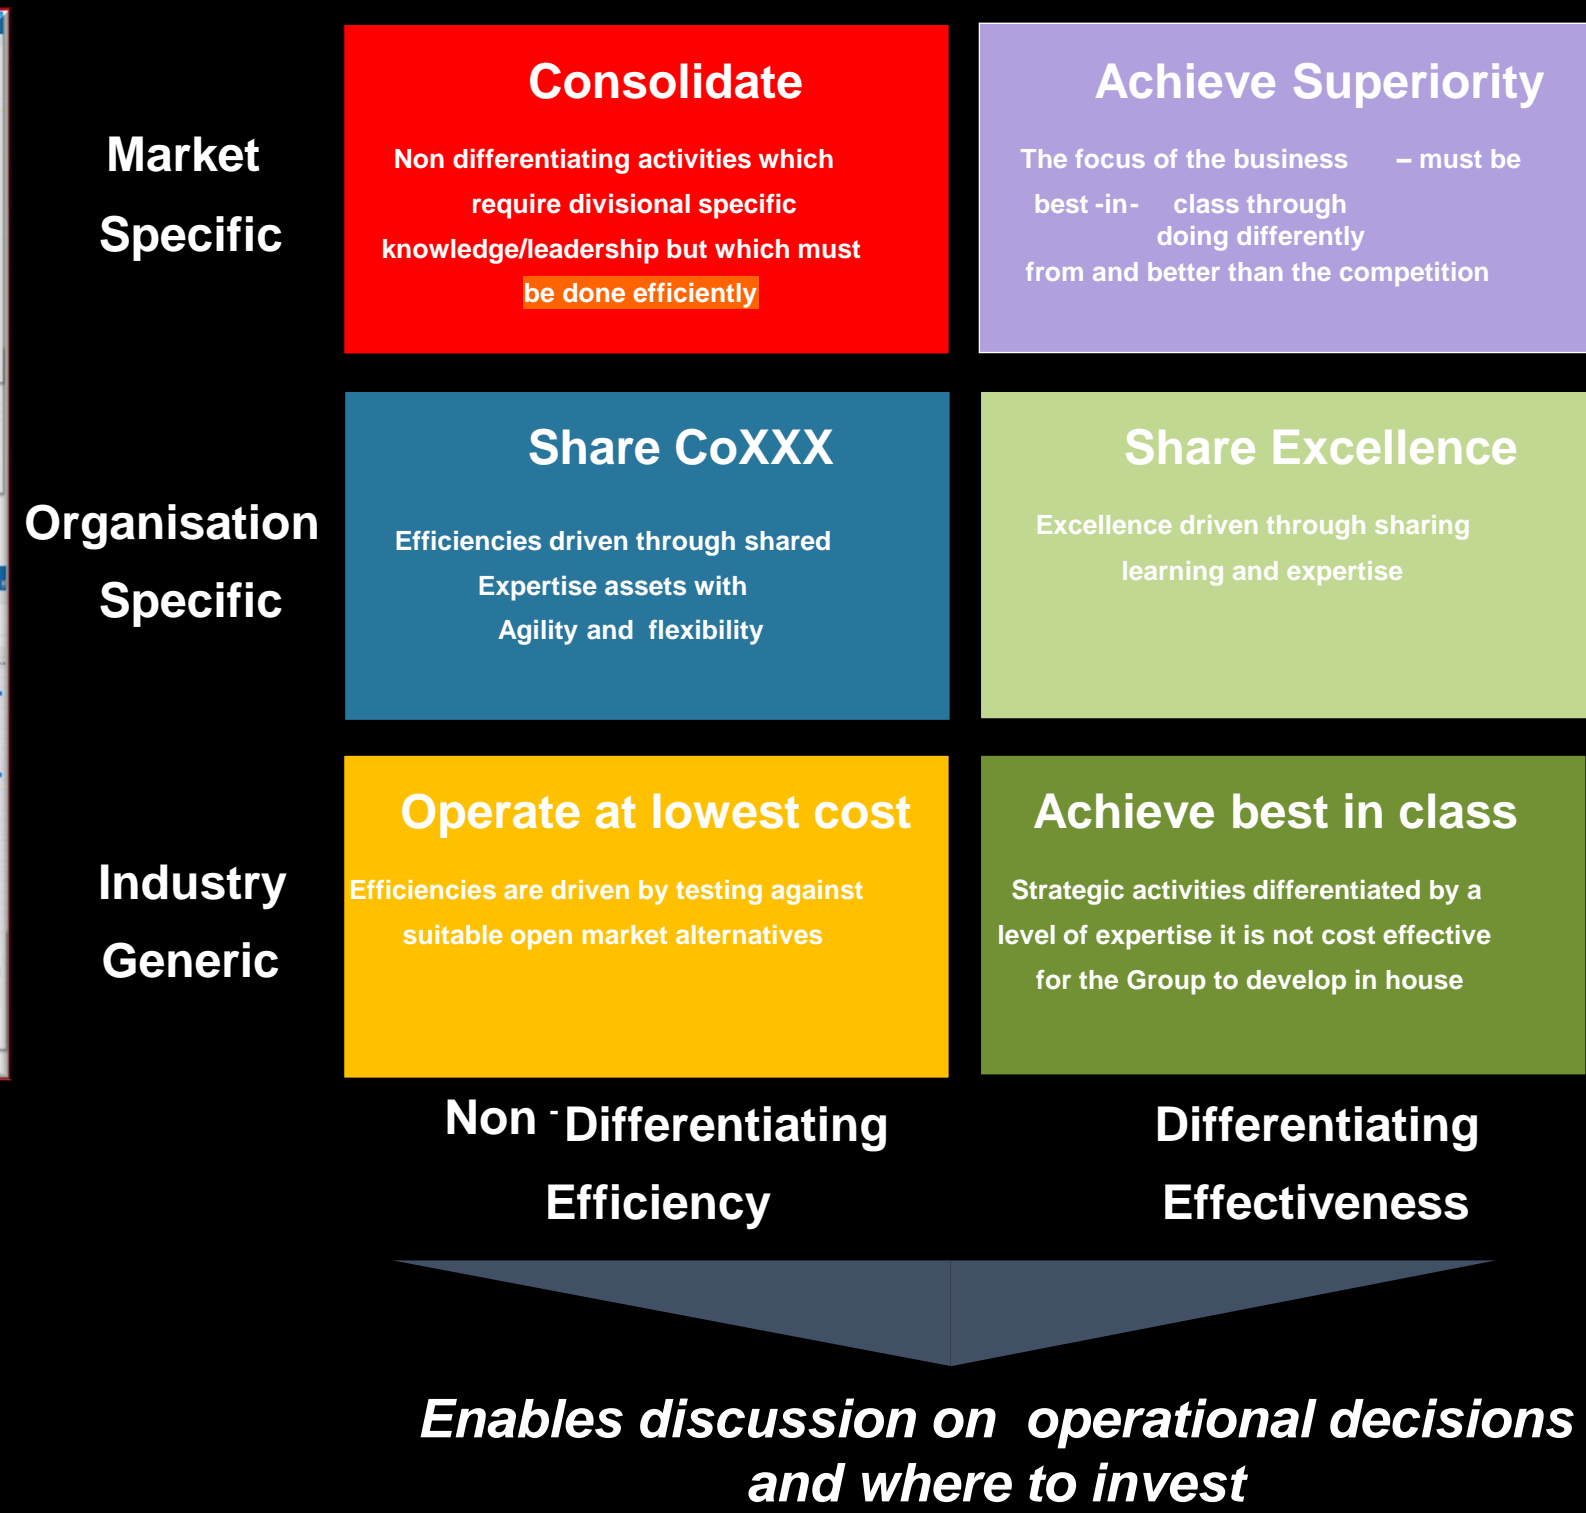 Market
Specific
Consolidate
Non differentiating activities which
require divisional specific
knowledge/leadership but which must
be done efficiently
Achieve Superiority
The focus of the business – must be
best -in- class through
doing differently
from and better than the competition
Organisation
Specific
Share CoXXX
Efficiencies driven through shared
Expertise assets with
Agility and flexibility
Share Excellence
Excellence driven through sharing
learning and expertise
Industry
Generic
Operate at lowest cost
Efficiencies are driven by testing against
suitable open market alternatives
Achieve best in class
Strategic activities differentiated by a
level of expertise it is not cost effective
for the Group to develop in house
Non - Differentiating
Efficiency
Differentiating
Effectiveness
Enables discussion on operational decisions
and where to invest